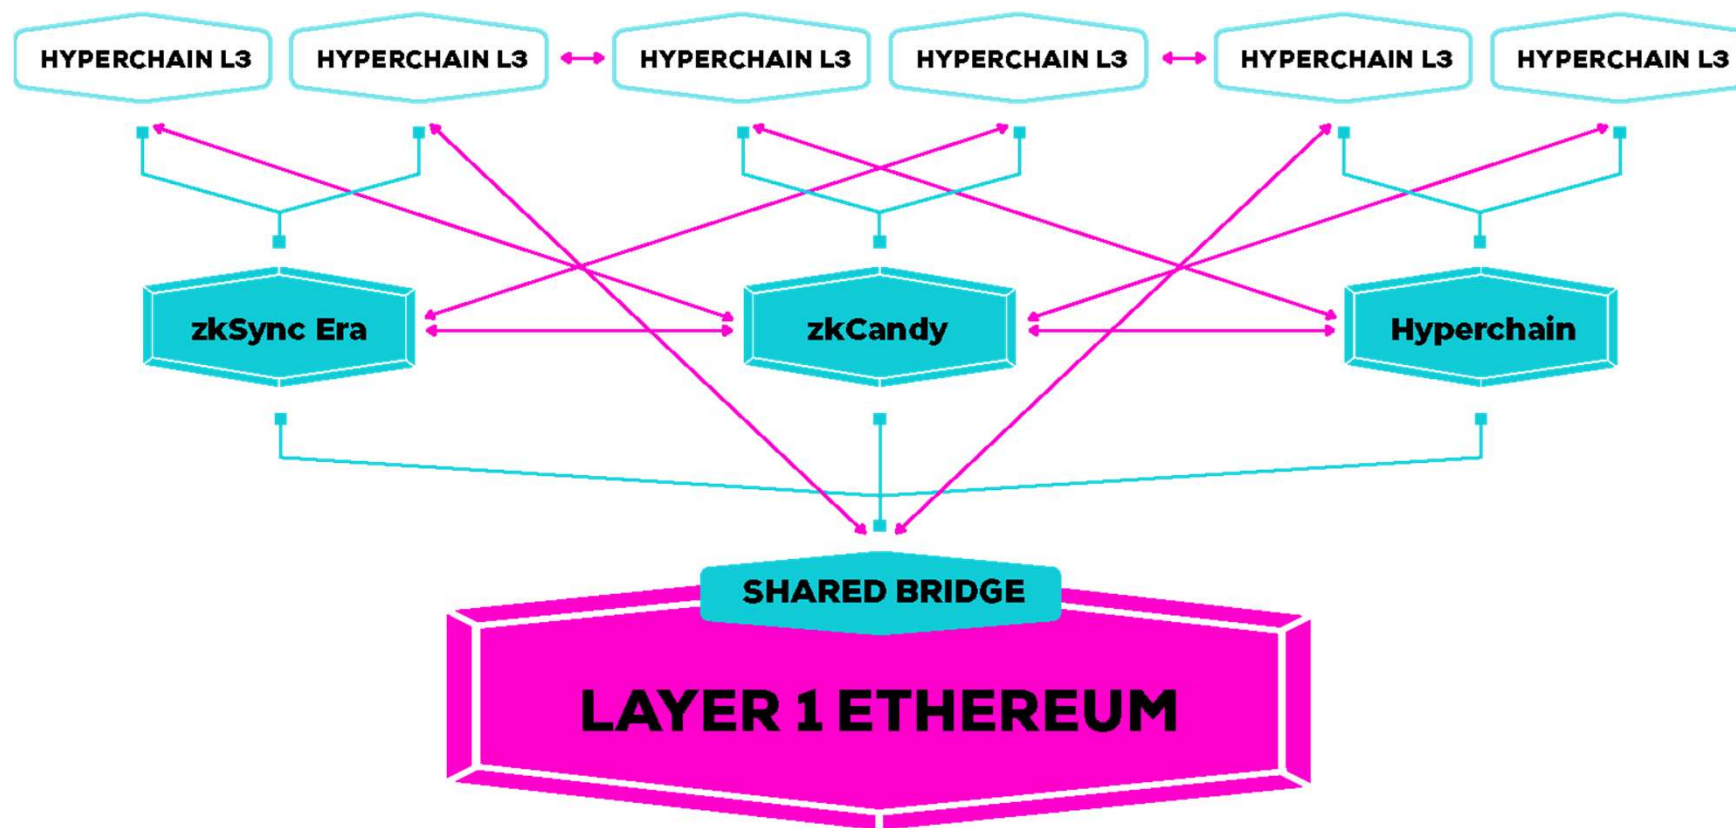 HYPERCHAIN L3
HYPERCHAIN L3
HYPERCHAIN L3
HYPERCHAIN L3
HYPERCHAIN L3
HYPERCHAIN L3
zkSync Era
zkCandy
Hyperchain
SHARED BRIDGE
LAYER 1 ETHEREUM